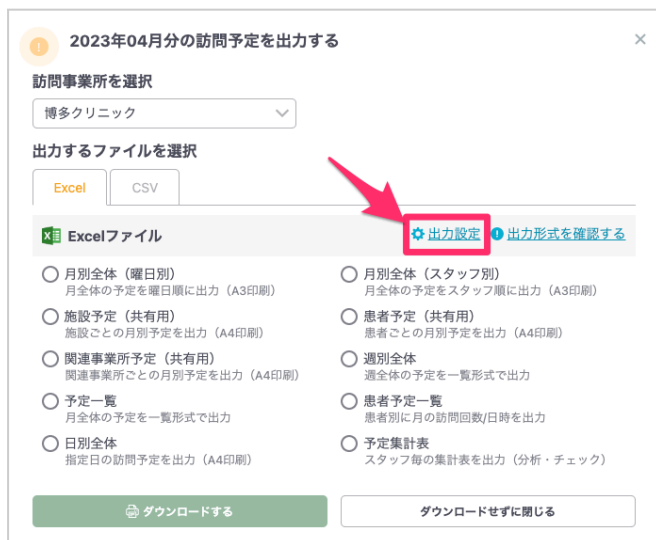 2023年04月分の訪問予定を出力する
訪問事業所を選択
博多クリニック
出力するファイルを選択
Excel
CSV
Excelファイル
出力設定
出力形式を確認する
月別全体（曜日別）
月全体の予定を曜日順に出力（A3印刷）
月別全体（スタッフ別）
月全体の予定をスタッフ順に出力（A3印刷）
施設予定（共有用）
施設ごとの月別予定を出力（A4印刷）
患者予定（共有用）
患者ごとの月別予定を出力（A4印刷）
関連事業所予定（共有用）
関連事業所ごとの月別予定を出力（A4印刷）
週別全体
週全体の予定を一覧形式で出力
予定一覧
月全体の予定を一覧形式で出力
患者予定一覧
患者別に月の訪問回数/日時を出力
日別全体
指定日の訪問予定を出力（A4印刷）
予定集計表
スタッフ毎の集計表を出力（分析・チェック）
ダウンロードする
ダウンロードせずに閉じる